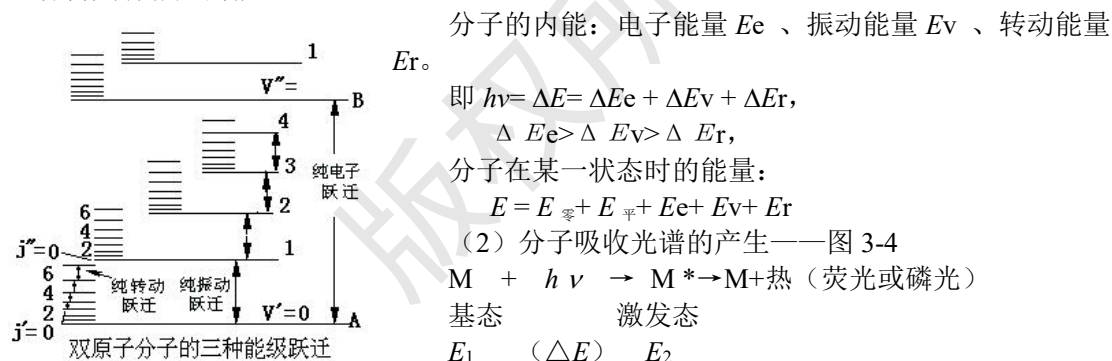 分子的内能：电子能量 Ee 、振动能量 Ev 、转动能量
Er。
即 hν= ΔE= ΔEe + ΔEv + ΔEr，
Δ Ee>Δ Ev>Δ Er，
分子在某一状态时的能量：
E = E 零+ E 平+ Ee+ Ev+ Er
（2）分子吸收光谱的产生——图 3-4
M + h ν → M *→M+热（荧光或磷光）
基态 激发态
E1 （△E） E2
1
V″=
B
4
3
纯电子
跃迁
2
6
4
2
j″=0
1
6
4
2
j′=0
纯转动
跃迁
纯振动
跃迁
V′=0
A
双原子分子的三种能级跃迁
版权所